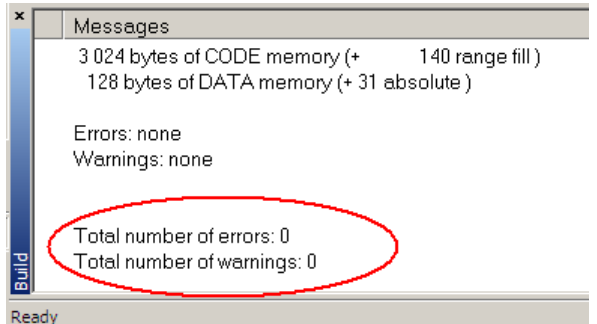 Messages
3 024 bytes of CODE memory (+ 140 range fill )
128 bytes of DATA memory (+ 31 absolute )
Errors: none
Warnings: none
Total number of errors: 0
Total number of warnings: 0
Build
Ready